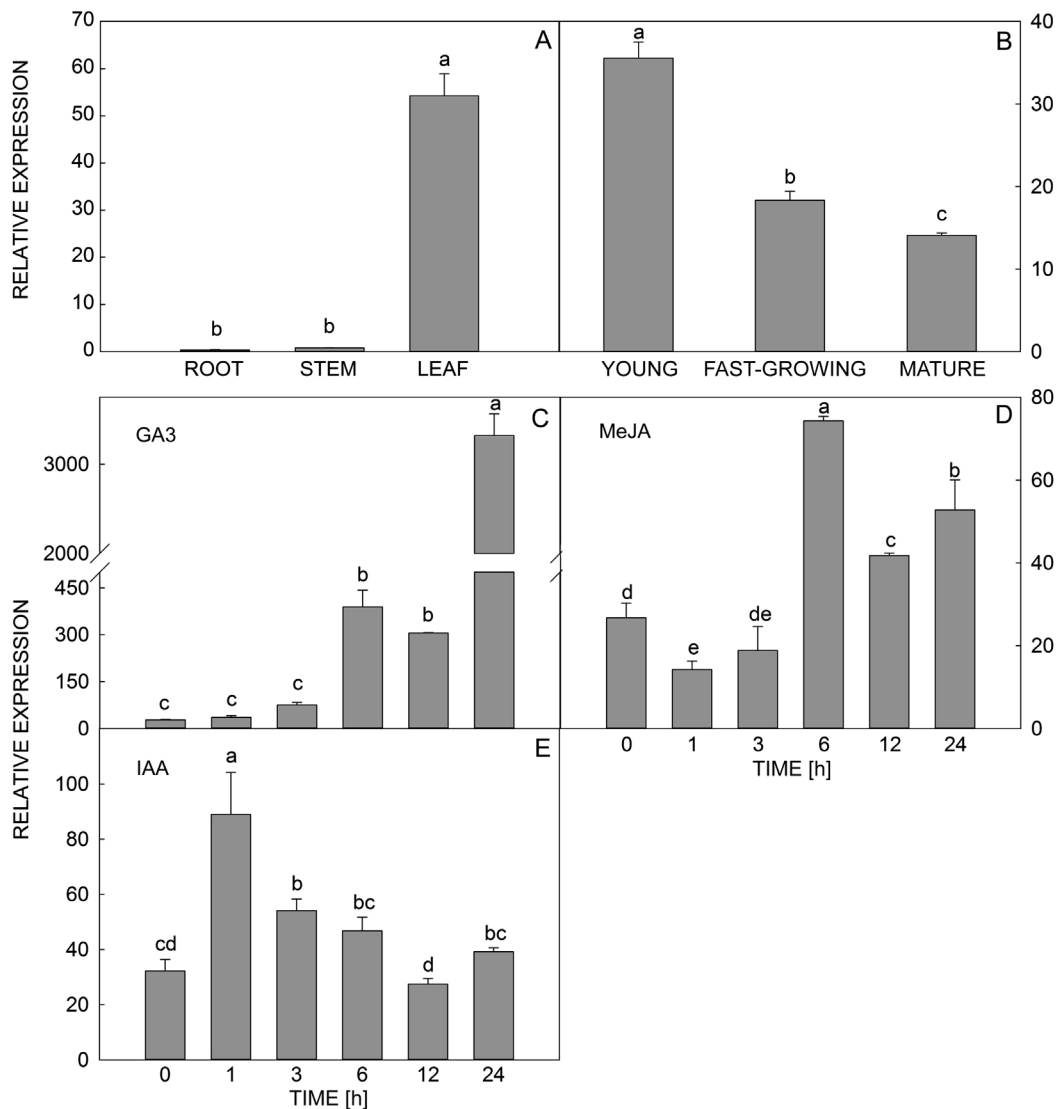 RELATIVE EXPRESSION
A
70
60
50
40
30
20
10
0
b
b
a
ROOT STEM LEAF
B
40
30
20
10
0
a
b
c
YOUNG FAST-GROWING MATURE
RELATIVE EXPRESSION
GA3
C
3000
2000
450
300
150
0
c
c
c
b
b
a
MeJA
D
80
60
40
20
0
d
e
de
a
c
b
0 1 3 6 12 24
TIME [h]
RELATIVE EXPRESSION
IAA
E
100
80
60
40
20
0
cd
a
b
bc
d
bc
0 1 3 6 12 24
TIME [h]